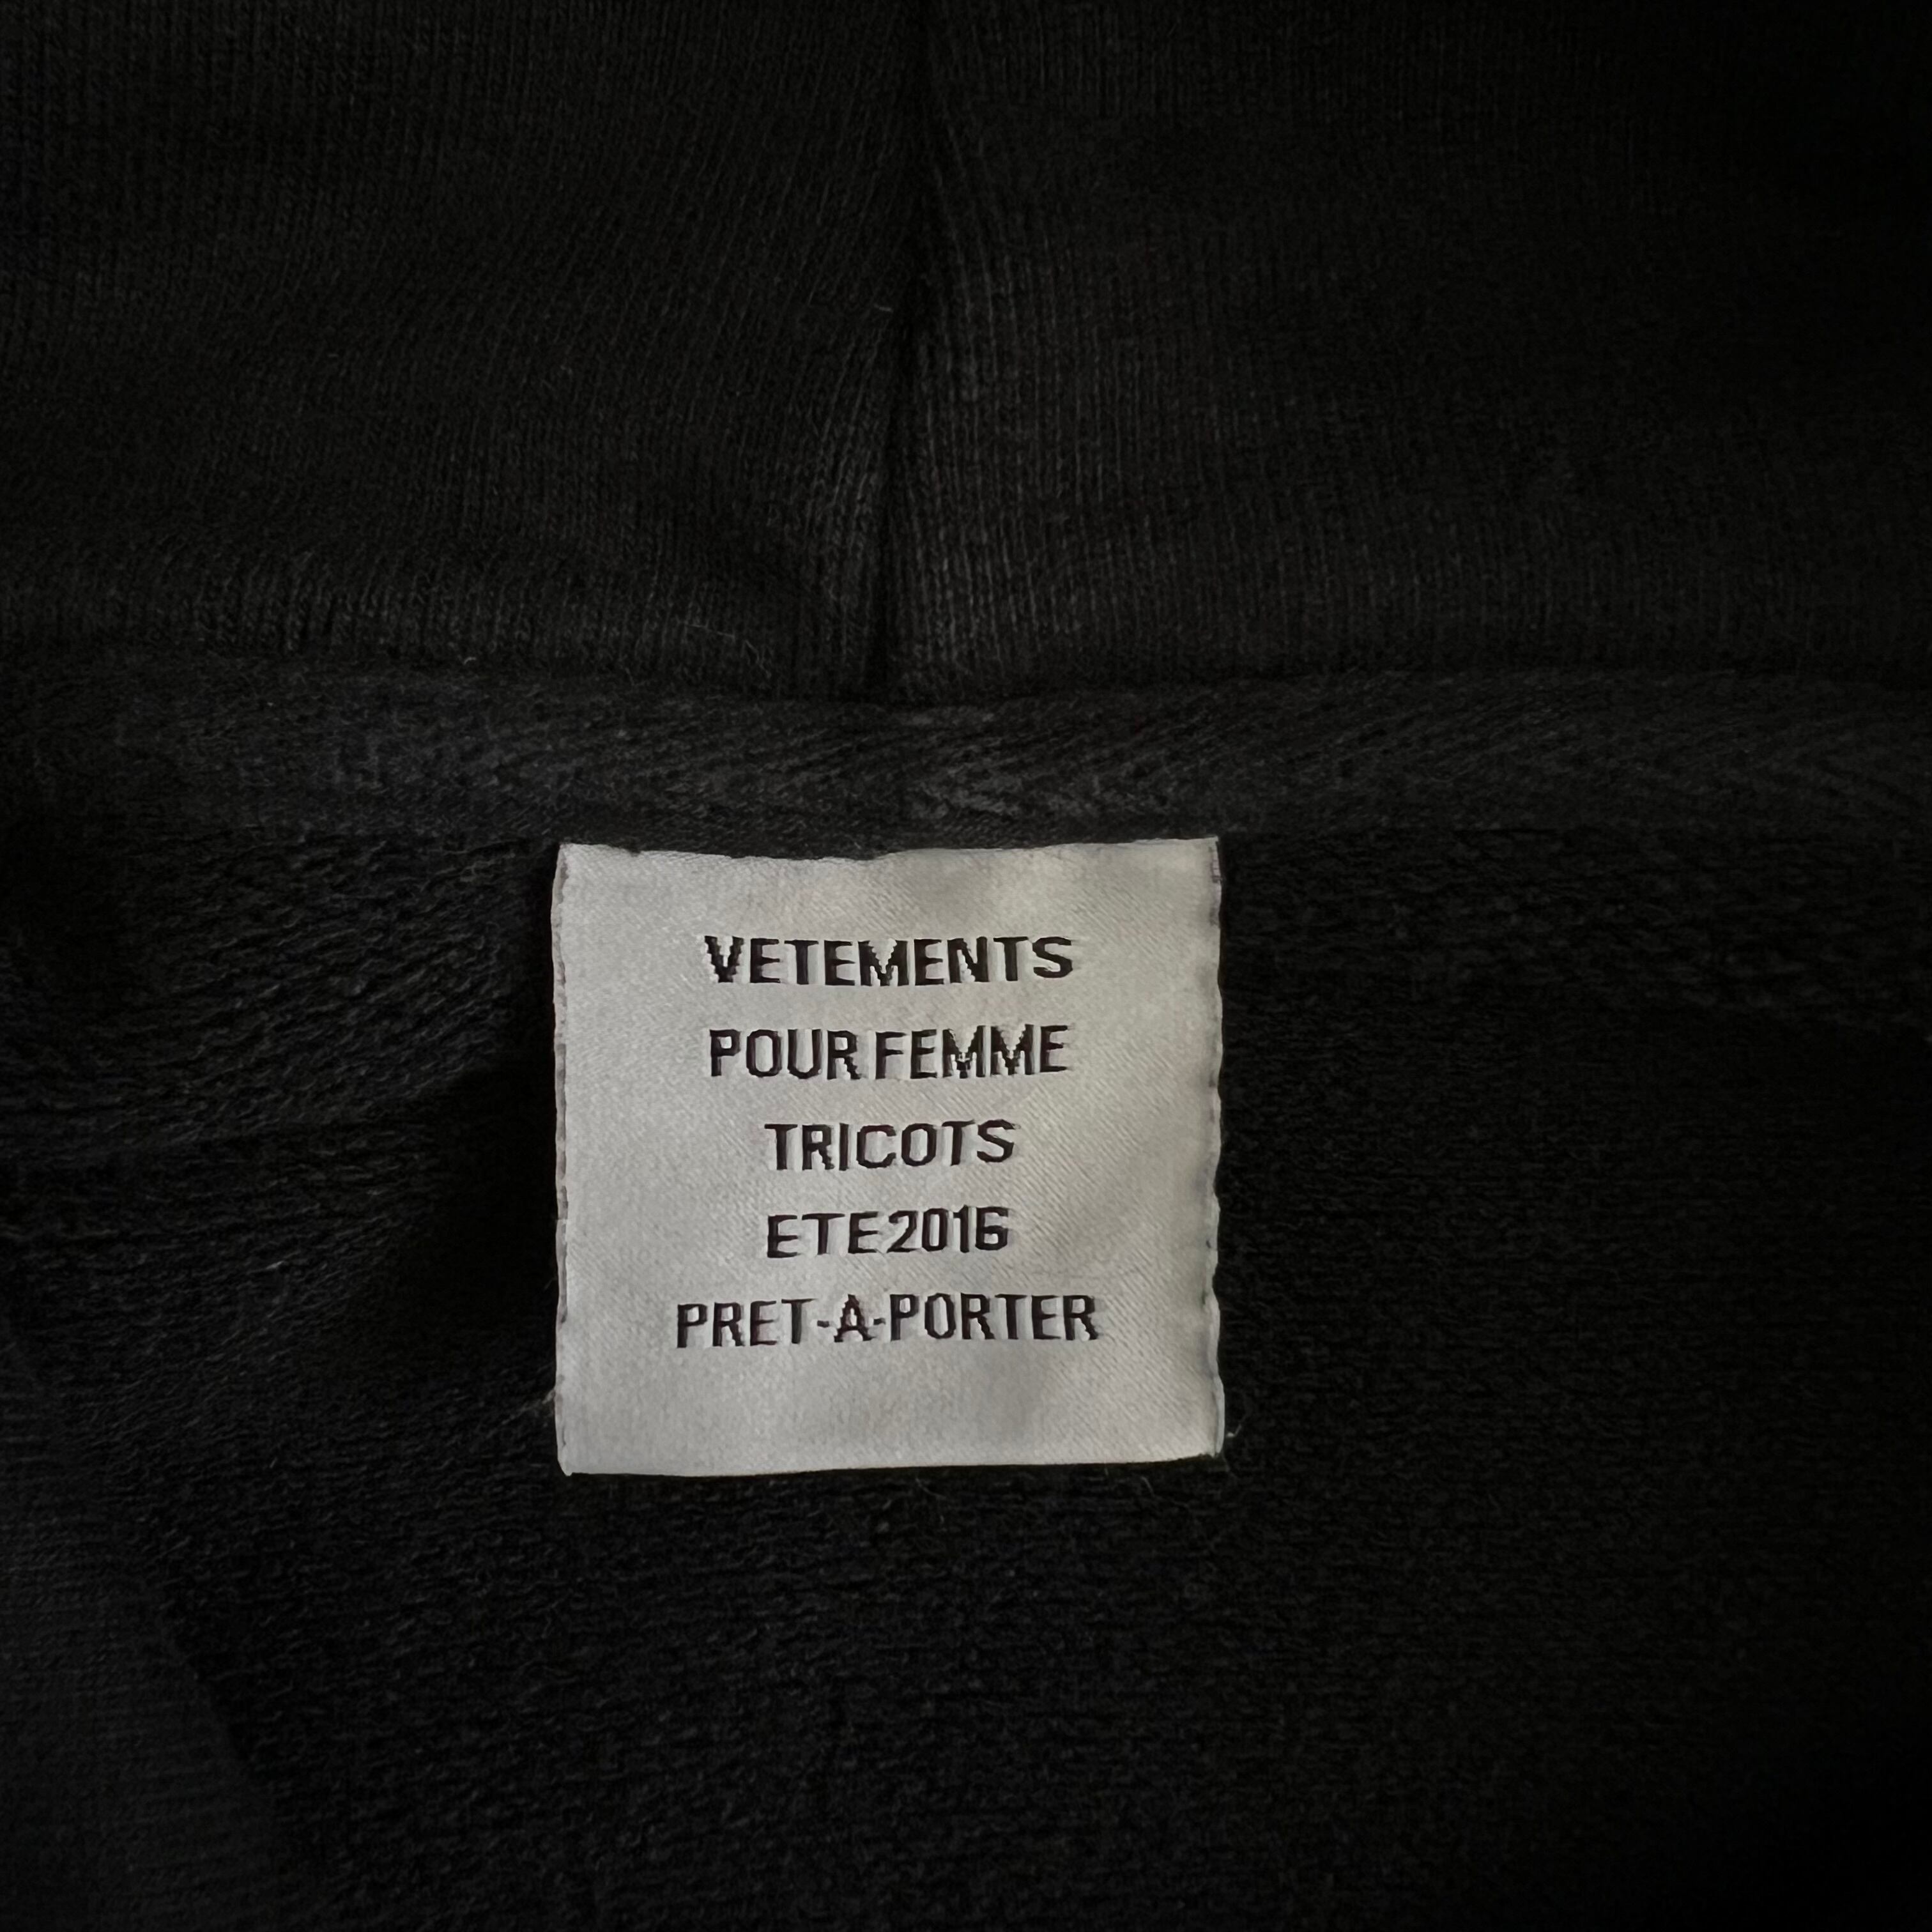 VETEMENTS
POUR FEMME
TRICOTS
ETE 2016
PRET-A-PORTER